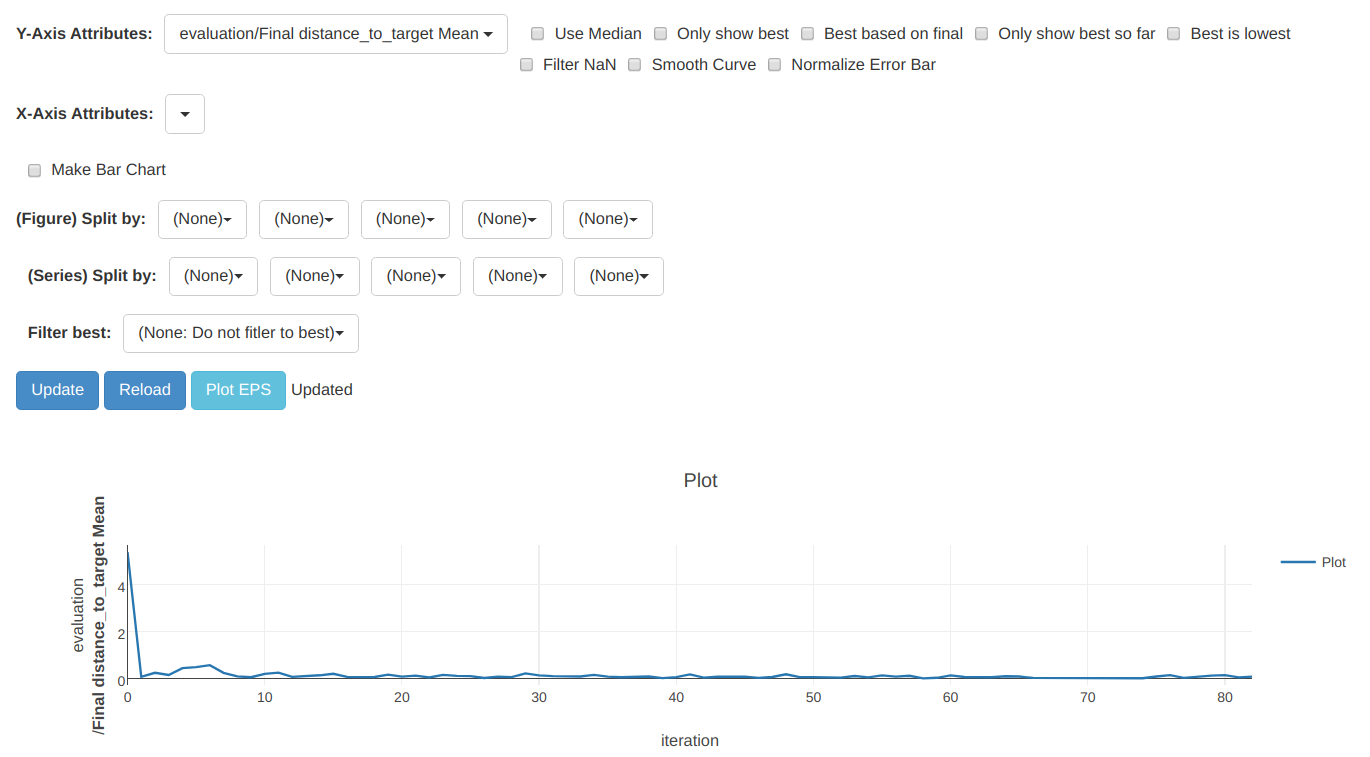 Y-Axis Attributes: evaluation/Final distance_to_target Mean Use Median Only show best Best based on final Only show best so far Best is lowest
Filter NaN Smooth Curve Normalize Error Bar
X-Axis Attributes:
Make Bar Chart
(Figure) Split by: (None) (None) (None) (None) (None)
(Series) Split by: (None) (None) (None) (None) (None)
Filter best: (None: Do not fitler to best)
Update Reload Plot EPS Updated
Plot
evaluation
/Final distance_to_target Mean
4
2
0
0 10 20 30 40 50 60 70 80
iteration
Plot